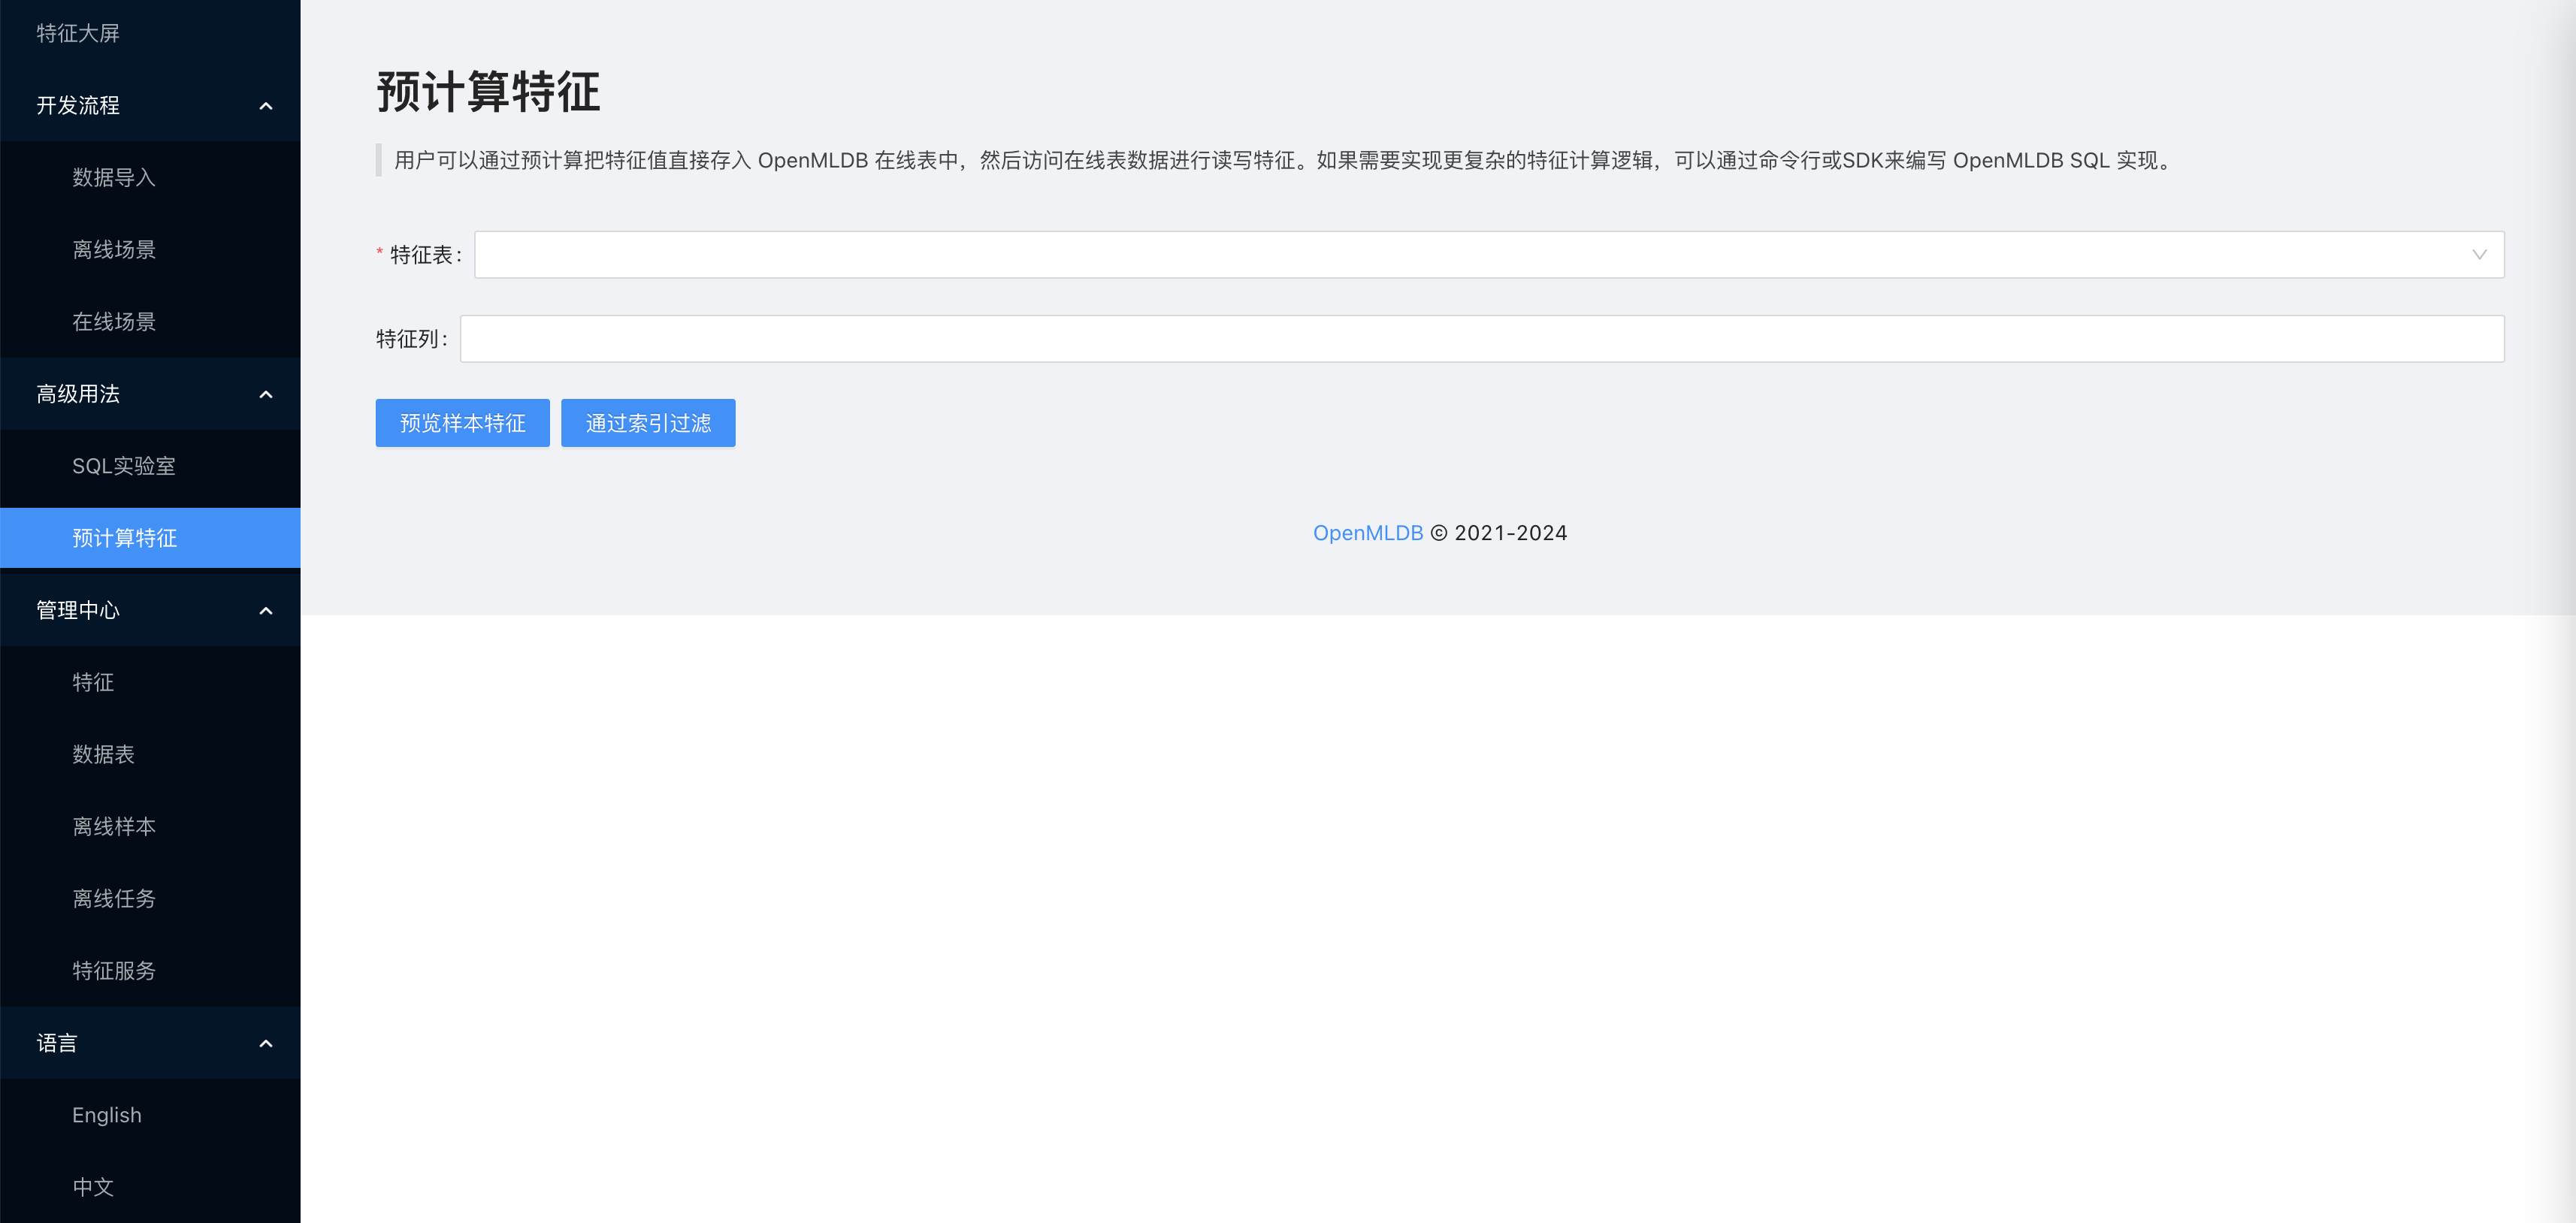 特征大屏
开发流程
数据导入
离线场景
在线场景
高级用法
SQL实验室
预计算特征
管理中心
特征
数据表
离线样本
离线任务
特征服务
语言
English
中文
预计算特征
用户可以通过预计算把特征值直接存入 OpenMLDB 在线表中，然后访问在线表数据进行读写特征。如果需要实现更复杂的特征计算逻辑，可以通过命令行或SDK来编写 OpenMLDB SQL 实现。
* 特征表：
特征列：
预览样本特征 通过索引过滤
OpenMLDB © 2021-2024